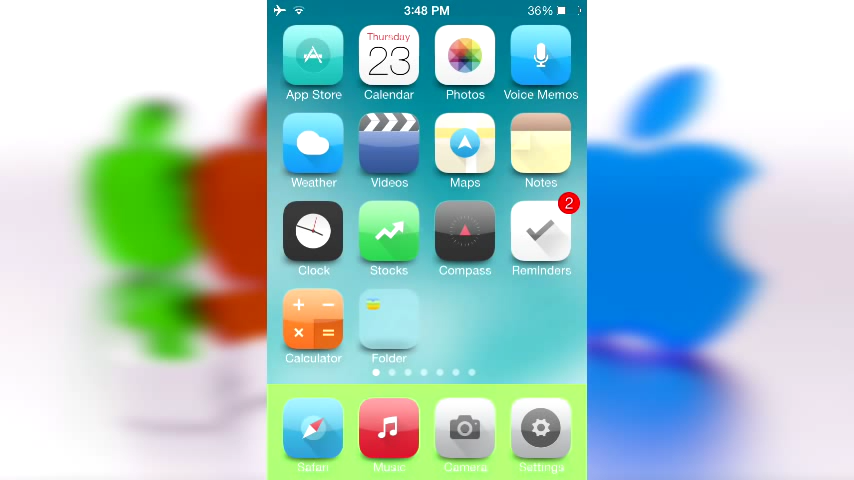 3:48 PM 36%
Thursday
23
App Store Calendar Photos Voice Memos
Weather Videos Maps Notes
2
Clock Stocks Compass Reminders
Calculator Folder
Safari Music Camera Settings